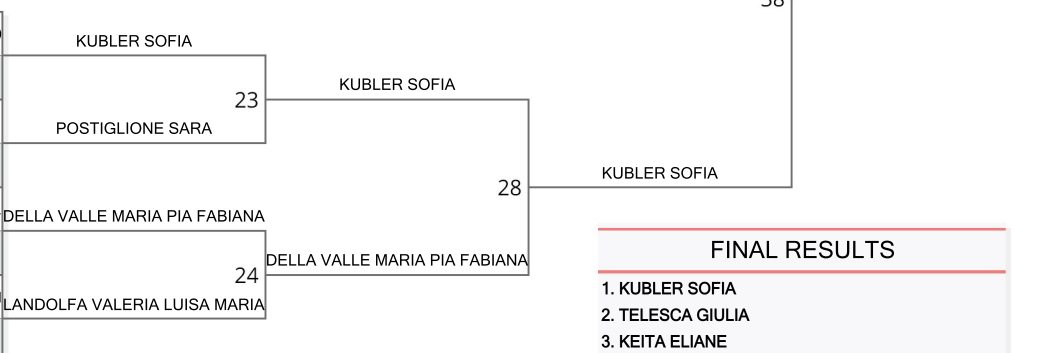 38
KUBLER SOFIA
23
KUBLER SOFIA
POSTIGLIONE SARA
28
KUBLER SOFIA
DELLA VALLE MARIA PIA FABIANA
24
DELLA VALLE MARIA PIA FABIANA
LANDOLFA VALERIA LUISA MARIA
FINAL RESULTS
1. KUBLER SOFIA
2. TELESCA GIULIA
3. KEITA ELIANE